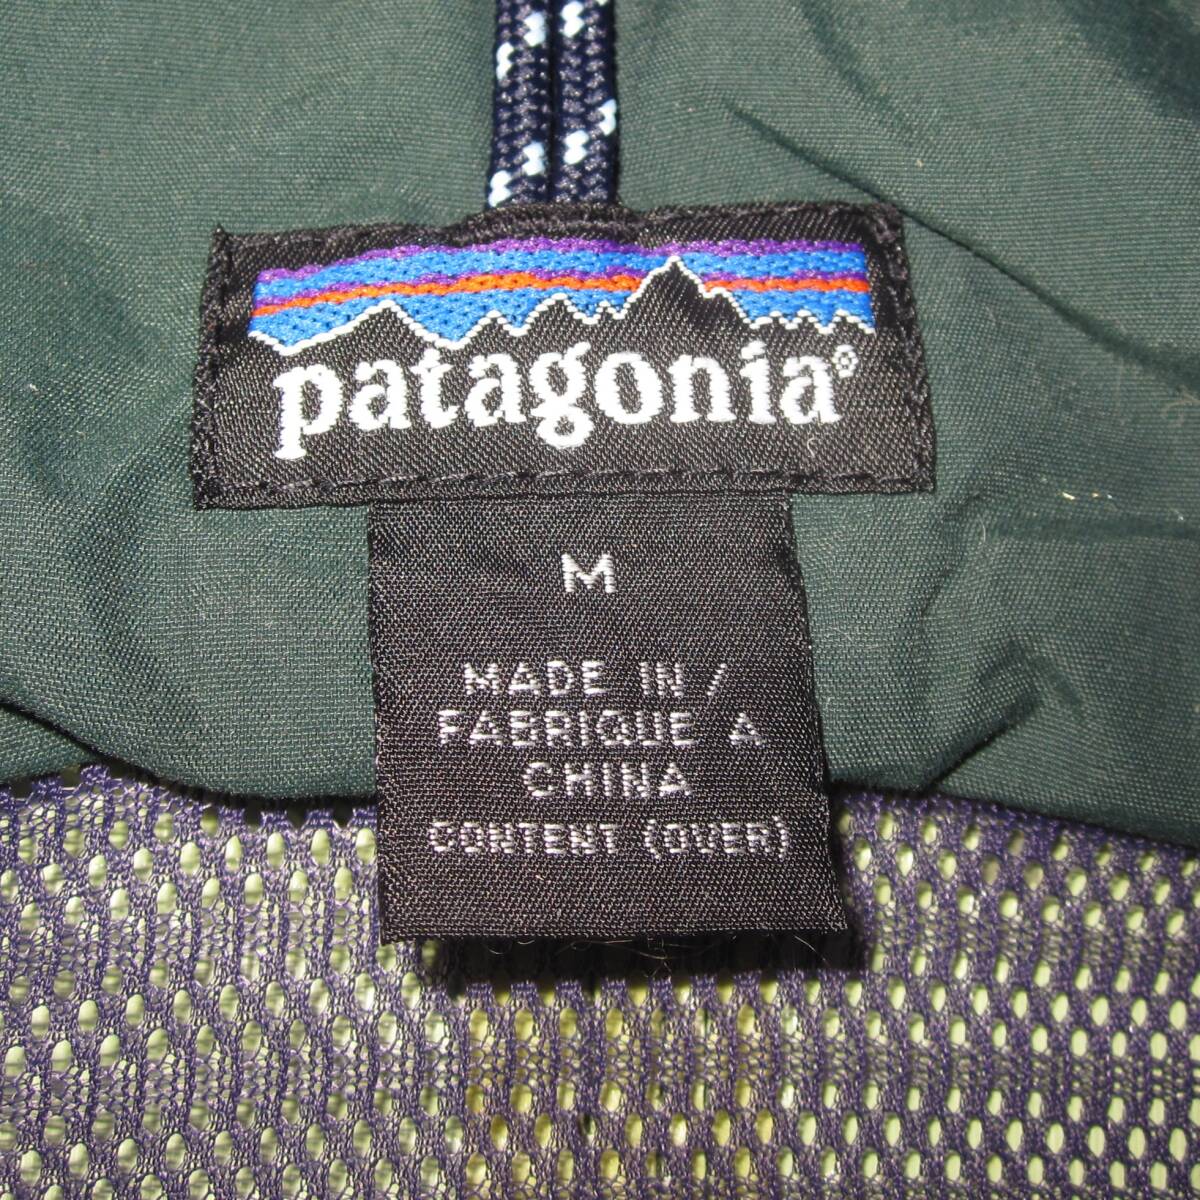 patagonia®
M
MADE IN /
FABRIQUE A
CHINA
CONTENT (OVER)